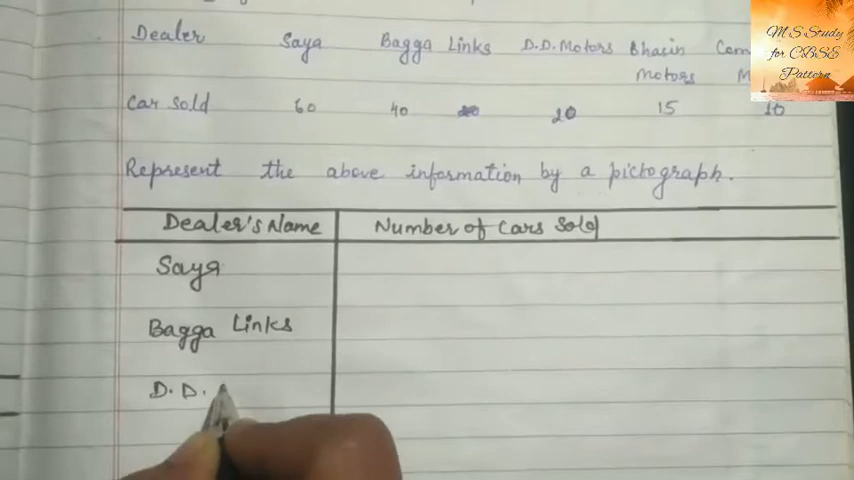 Dealer Saya Bagga Links D.D. Motors Bhasin Motors
Car sold 60 40 20 15 10
Represent the above information by a pictograph.
Dealer's Name Number of Cars Sold
Saya
Bagga Links
D. D.
M S Study
for CBSE
Pattern